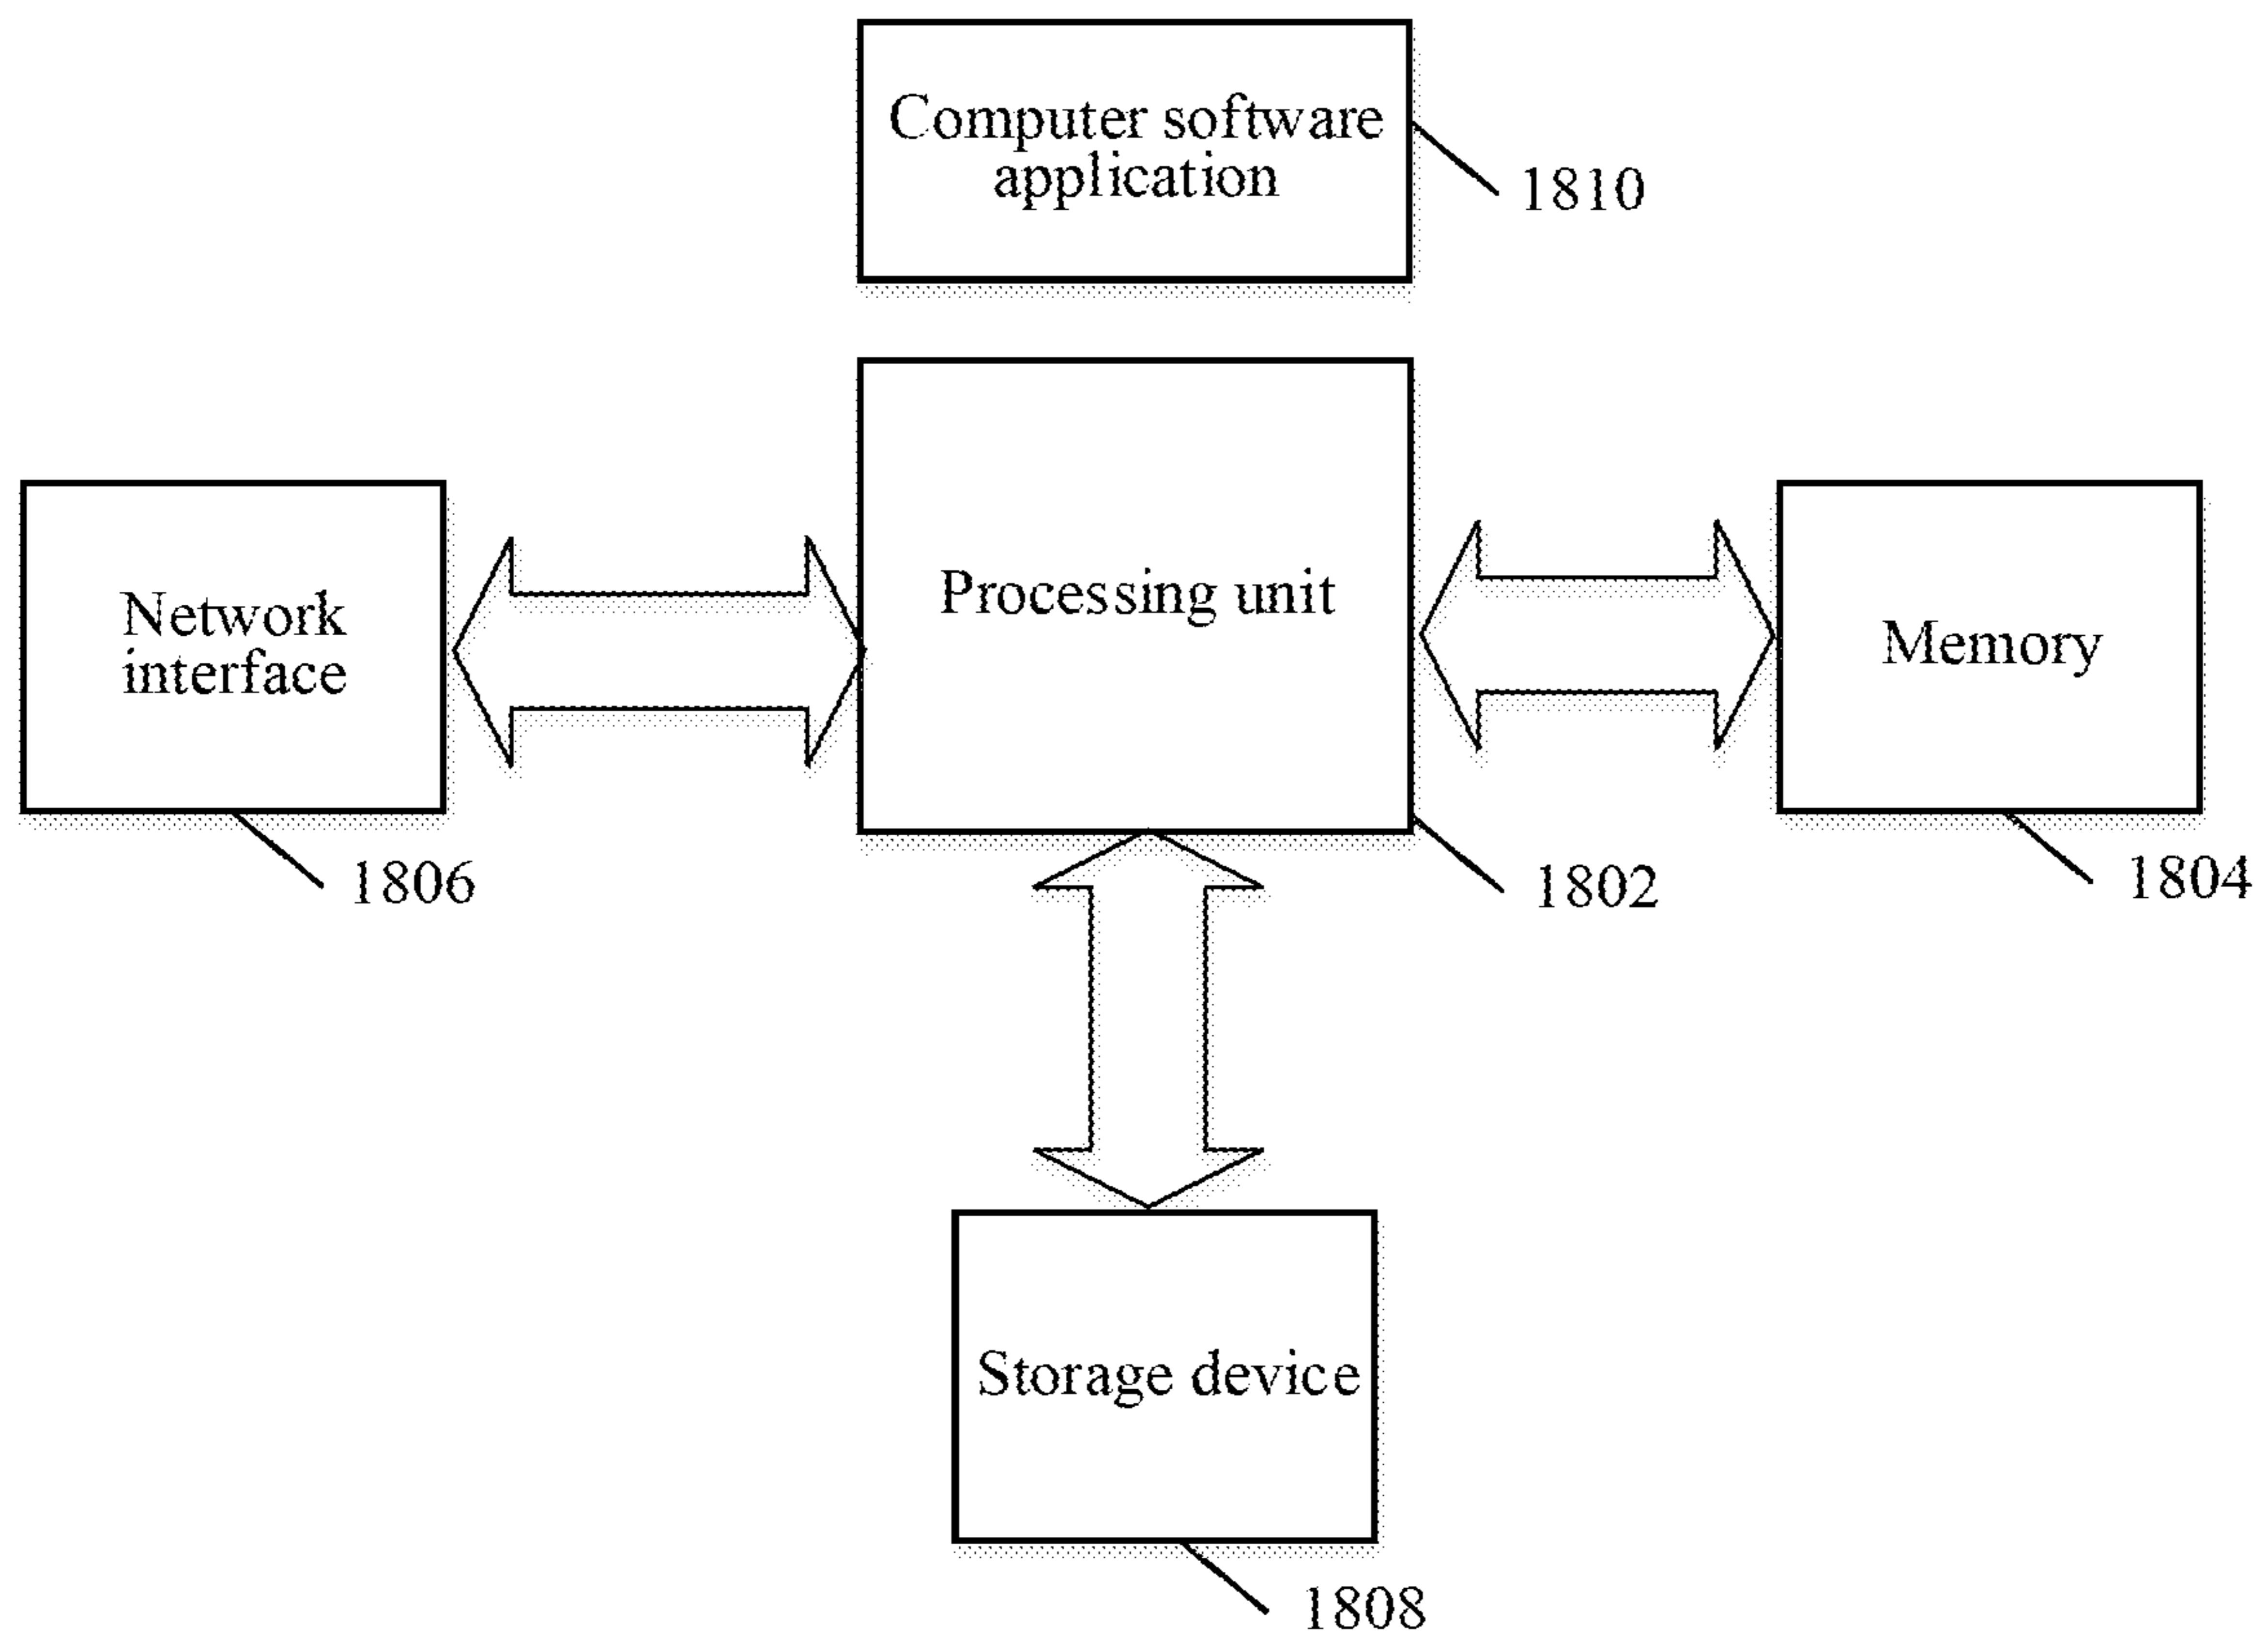 Computer software
application
1810
Processing unit
Network
interface
Memory
1806
1802
1804
Storage device
1808